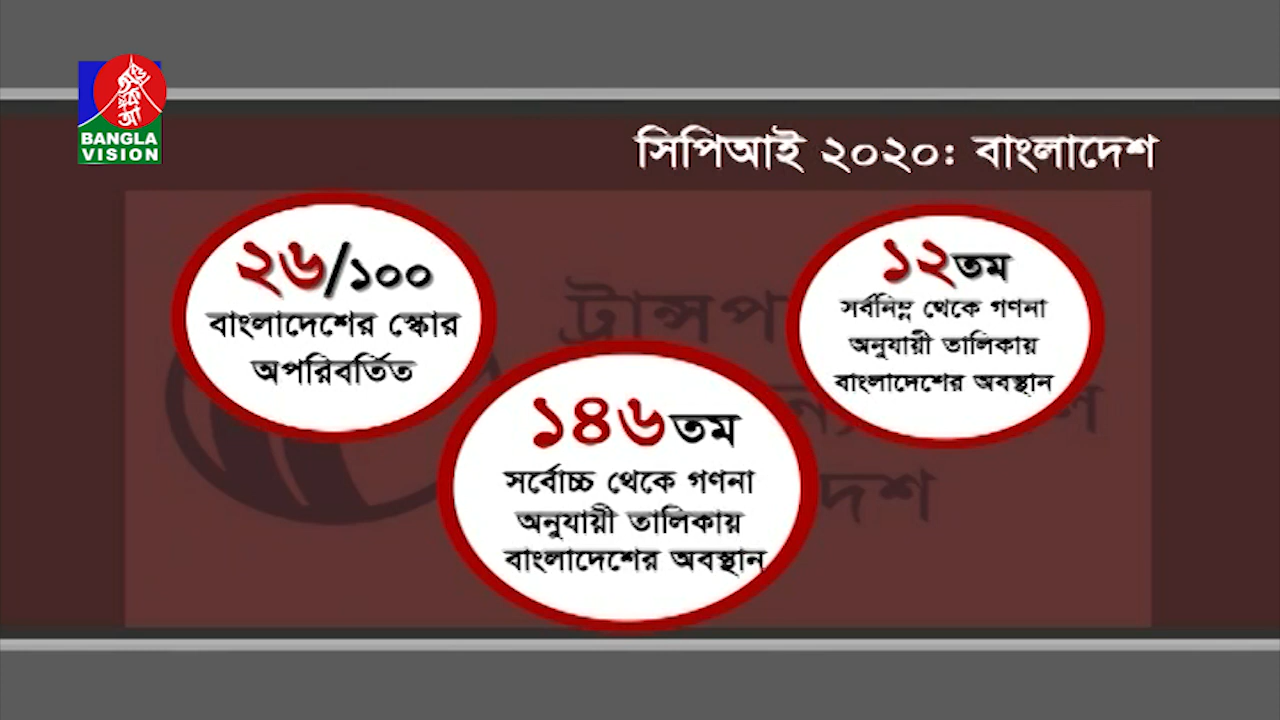 BANGLA
VISION
সিপিআই ২০২০: বাংলাদেশ
২৬/১০০
বাংলাদেশের স্কোর
অপরিবর্তিত
১২তম
সর্বনিম্ন থেকে গণনা
অনুযায়ী তালিকায়
বাংলাদেশের অবস্থান
১৪৬তম
সর্বোচ্চ থেকে গণনা
অনুযায়ী তালিকায়
বাংলাদেশের অবস্থান
ট্রান্সপ